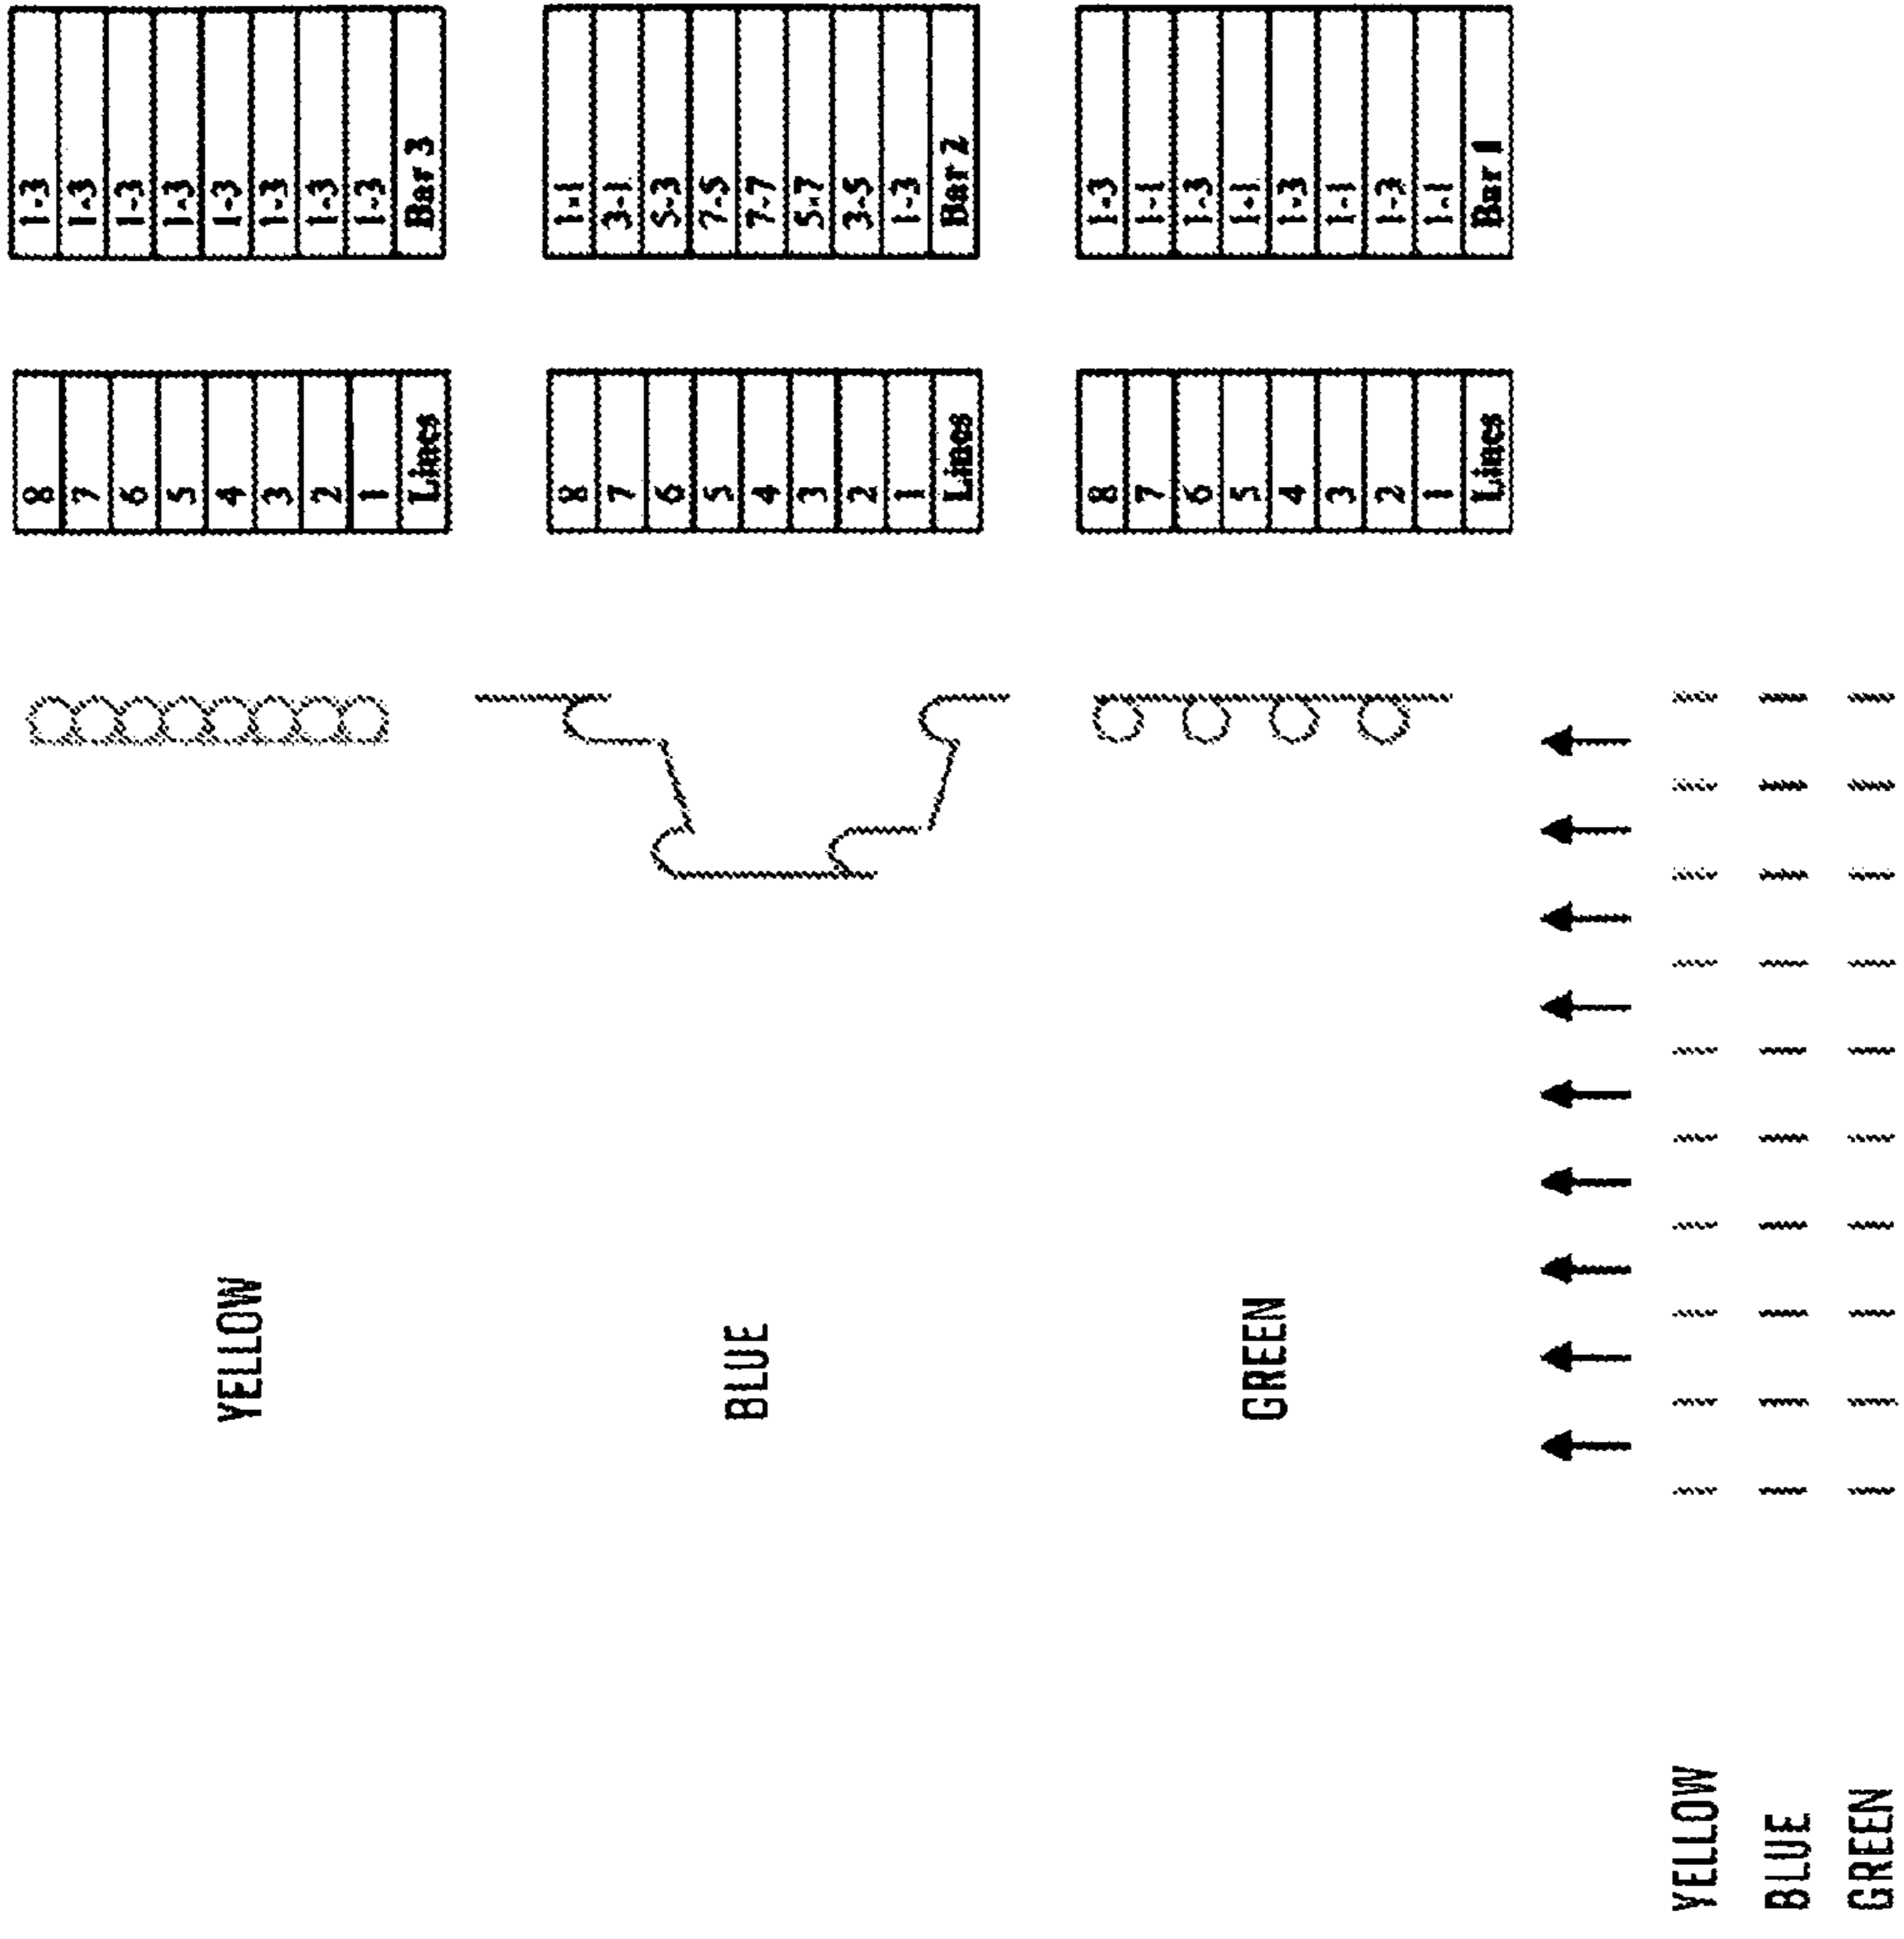 YELLOW
8 1-3
7 1-3
6 1-3
5 1-3
4 1-3
3 1-3
2 1-3
1 1-3
Lines Bar 3
BLUE
8 1-1
7 3-1
6 5-3
5 7-5
4 7-7
3 5-7
2 3-5
1 1-3
Lines Bar 2
GREEN
8 1-3
7 1-1
6 1-3
5 1-1
4 1-3
3 1-1
2 1-3
1 1-1
Lines Bar 1
YELLOW
BLUE
GREEN